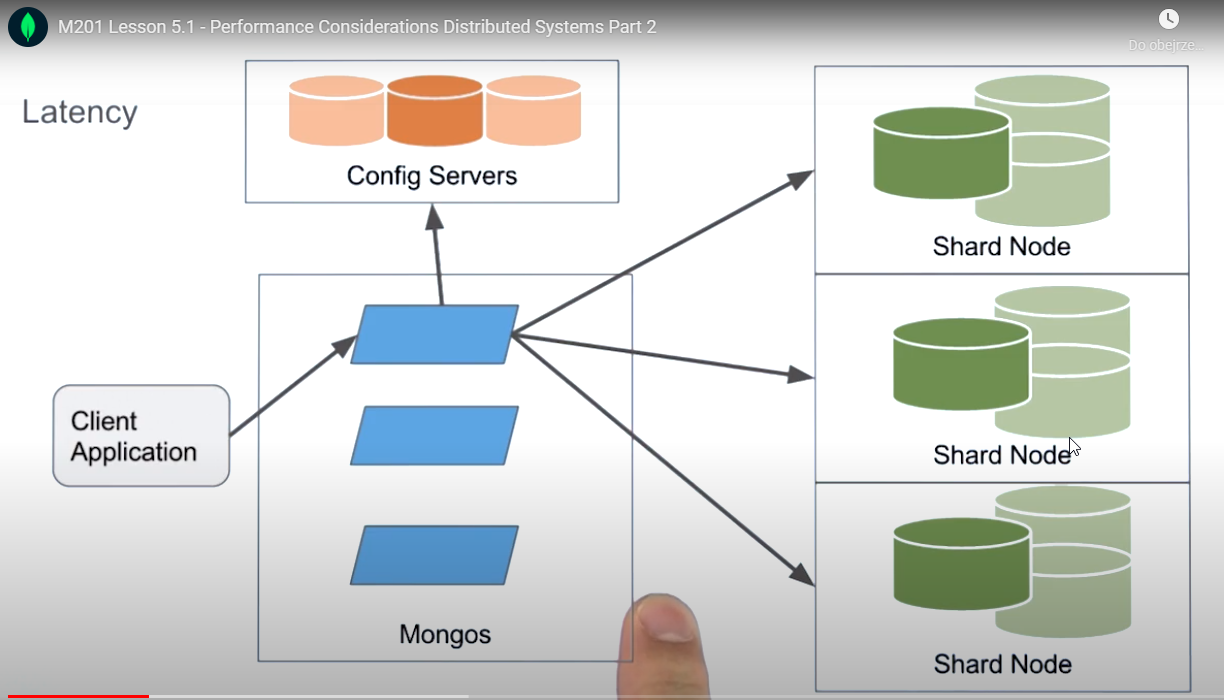 M201 Lesson 5.1 - Performance Considerations Distributed Systems Part 2
Do obejrze...
Latency
Config Servers
Shard Node
Client
Application
Shard Node
Mongos
Shard Node